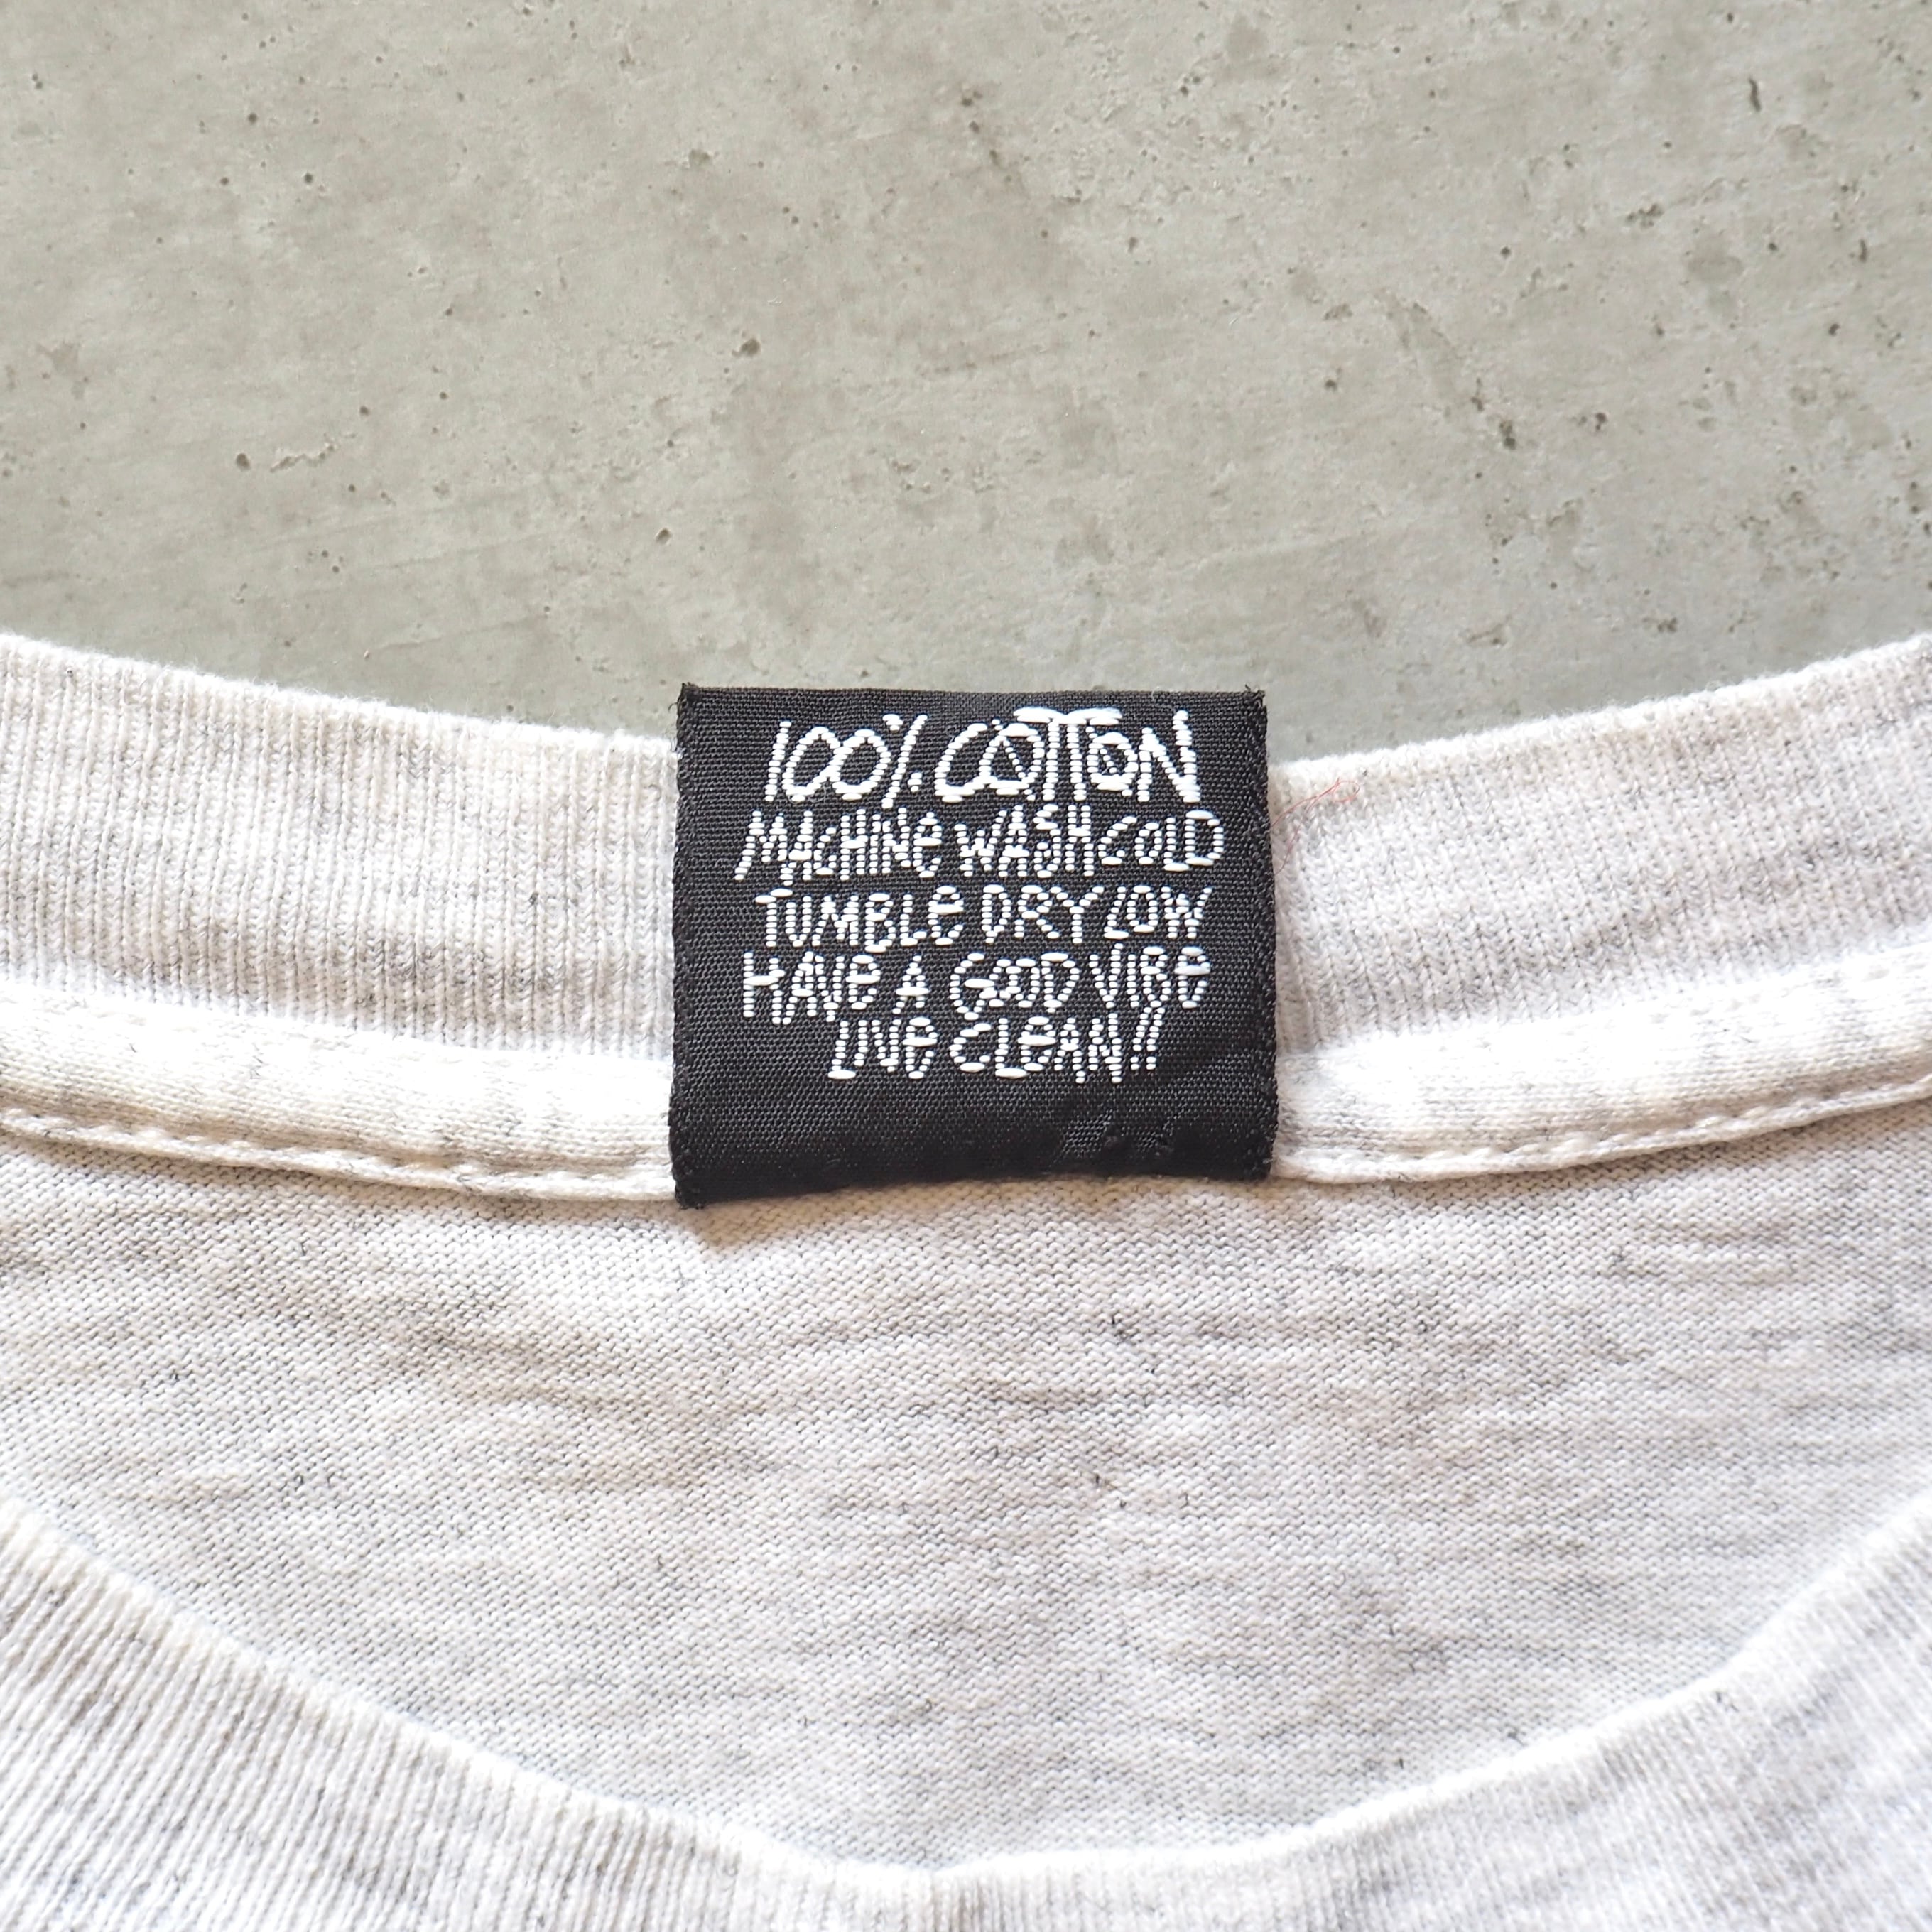 100% COTTON
MACHINe WASH COLD
TUMBLe DRY LOW
HAVe A GOOD VIBe
LIVe CLeAN!!